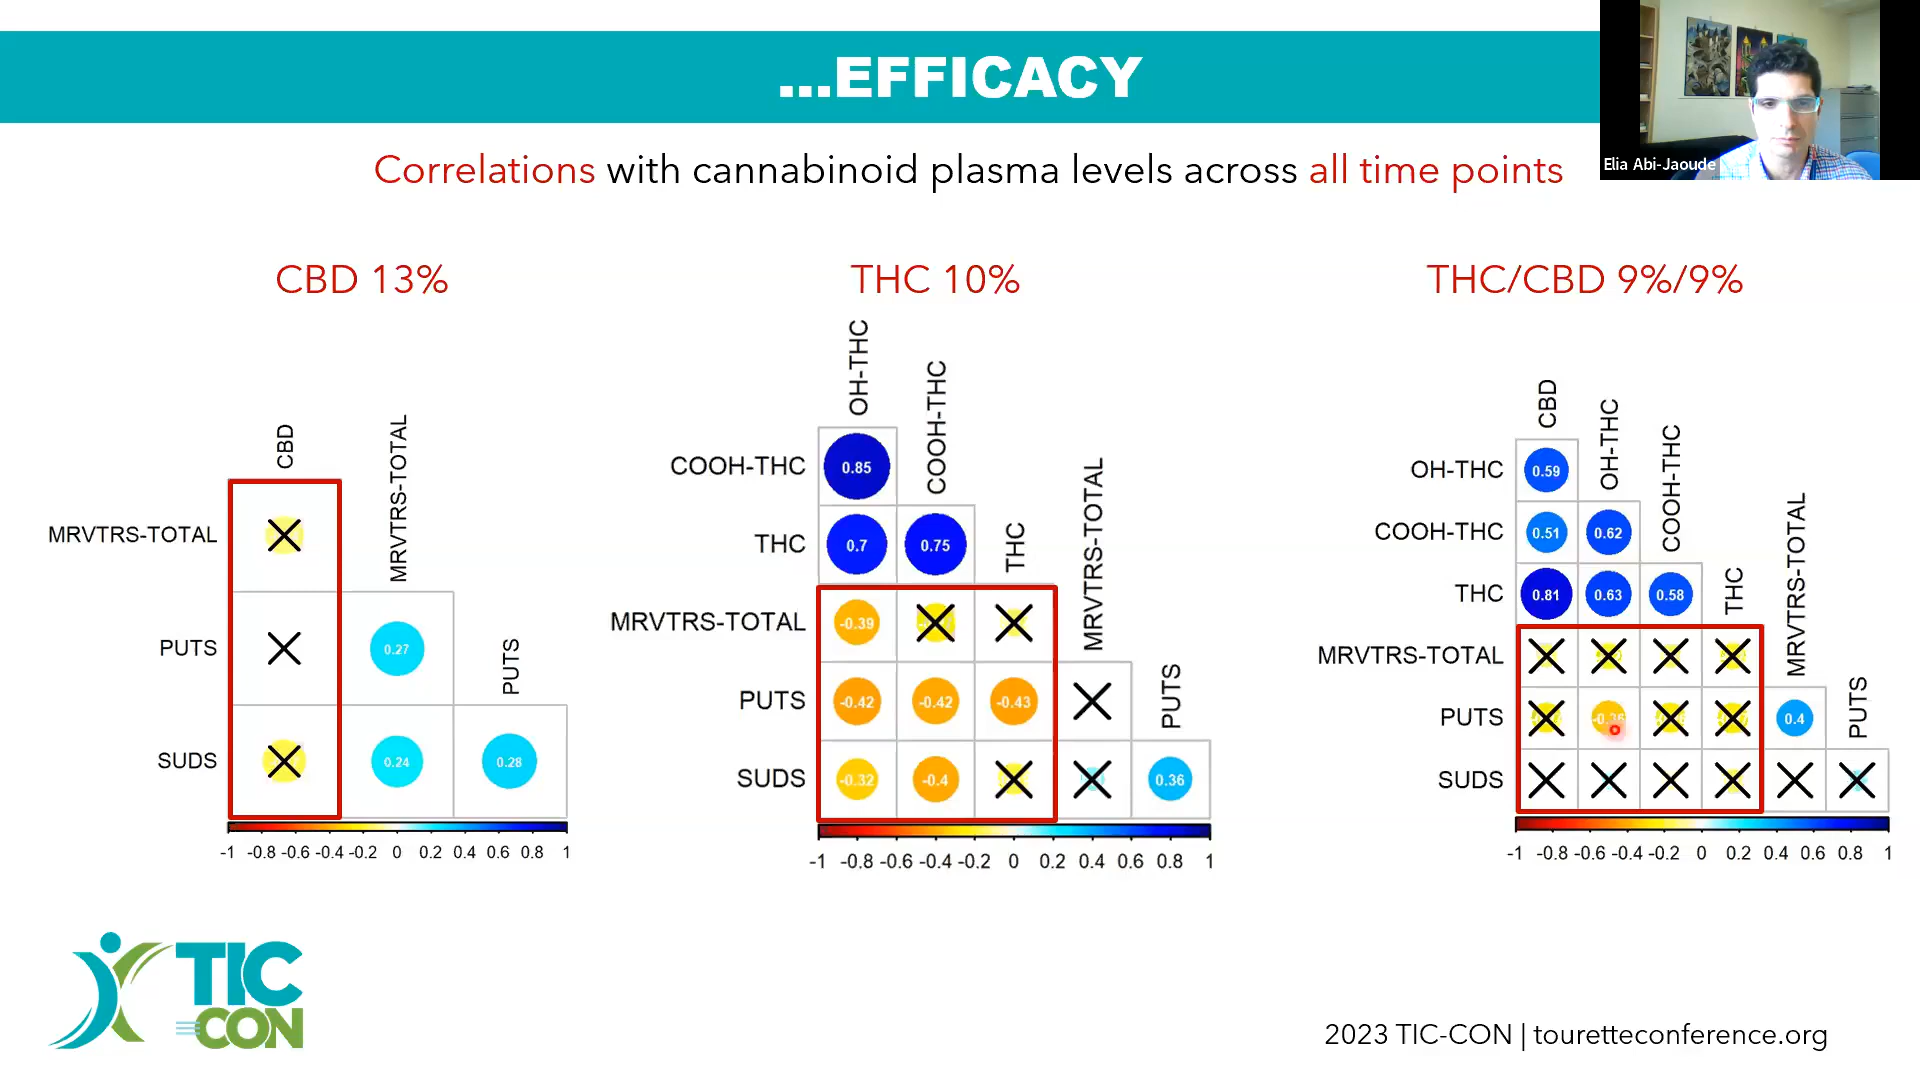 ...EFFICACY
Elia Abi-Jaoude
Correlations with cannabinoid plasma levels across all time points
CBD 13%
CBD
MRVTRS-TOTAL
PUTS
MRVTRS-TOTAL
PUTS
0.27
SUDS
0.24
0.28
-1 -0.8 -0.6 -0.4 -0.2 0 0.2 0.4 0.6 0.8 1
THC 10%
OH-THC
COOH-THC
THC
MRVTRS-TOTAL
PUTS
COOH-THC
0.85
THC
0.7
0.75
MRVTRS-TOTAL
-0.39
PUTS
-0.42
-0.42
-0.43
SUDS
-0.32
-0.4
0.36
-1 -0.8 -0.6 -0.4 -0.2 0 0.2 0.4 0.6 0.8 1
THC/CBD 9%/9%
CBD
OH-THC
COOH-THC
THC
MRVTRS-TOTAL
PUTS
OH-THC
0.59
COOH-THC
0.51
0.62
THC
0.81
0.63
0.58
MRVTRS-TOTAL
PUTS
-0.36
0.4
SUDS
-1 -0.8 -0.6 -0.4 -0.2 0 0.2 0.4 0.6 0.8 1
TIC
CON
2023 TIC-CON | touretteconference.org